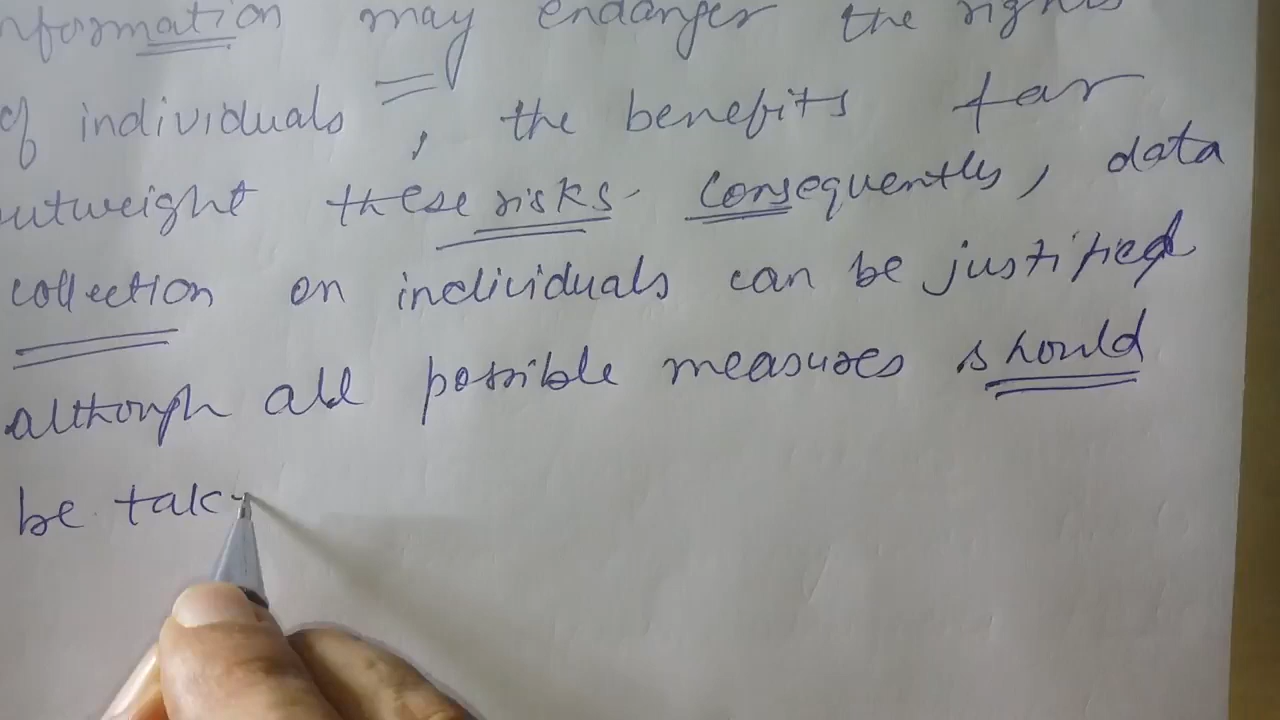 information may endanger the rights
of individuals, the benefits far
outweight these risks. Consequently, data
collection on individuals can be justified
although all possible measures should
be tak